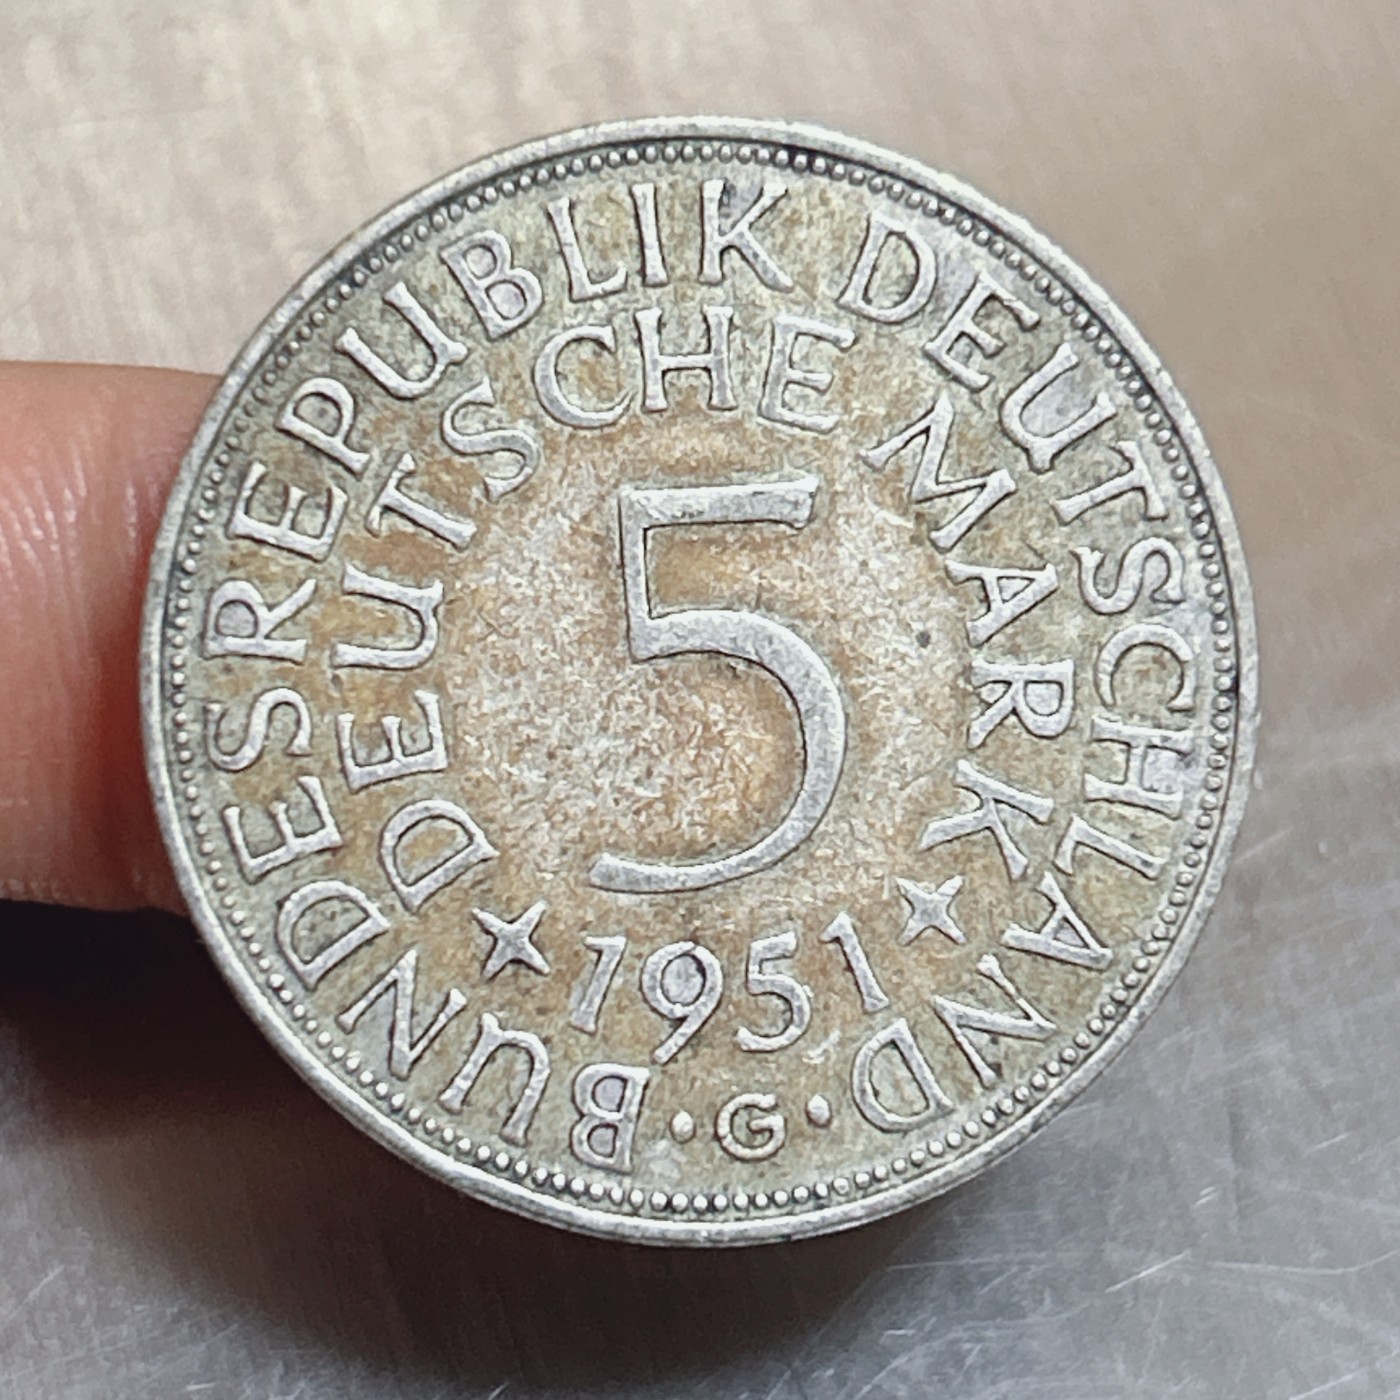 BUNDESREPUBLIK DEUTSCHLAND
DEUTSCHE MARK
5
1951
· G ·